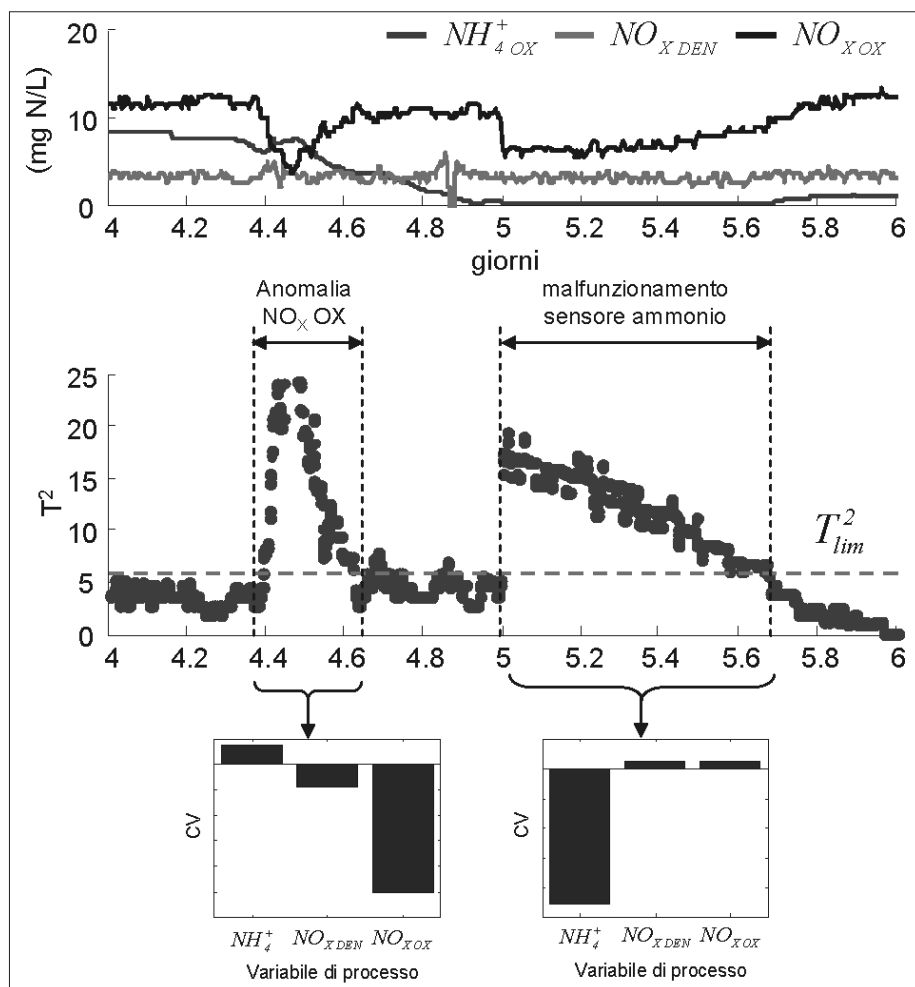 20
10
0
(mg N/L)
NH₄⁺ OX NOX DEN NOX OX
4 4.2 4.4 4.6 4.8 5 5.2 5.4 5.6 5.8 6
giorni
Anomalia
NOX OX
malfunzionamento
sensore ammonio
25
20
15
10
5
0
T²
T²lim
4 4.2 4.4 4.6 4.8 5 5.2 5.4 5.6 5.8 6
CV
NH₄⁺ NOX DEN NOX OX
Variabile di processo
CV
NH₄⁺ NOX DEN NOX OX
Variabile di processo